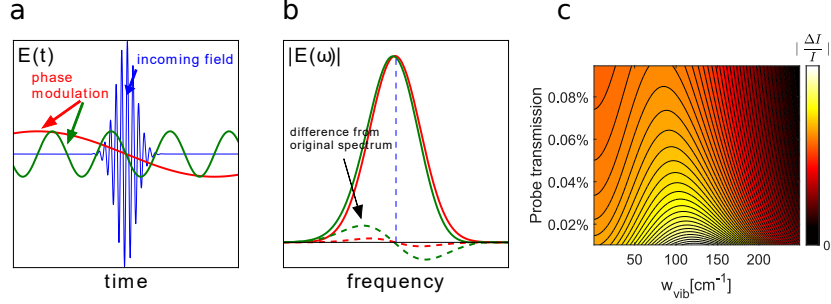 a
E(t)
incoming field
phase
modulation
time
b
|E(ω)|
difference from
original spectrum
frequency
c
| ΔI
I |
0.08%
0.06%
0.04%
0.02%
Probe transmission
50
100
150
200
w_vib[cm⁻¹]
0